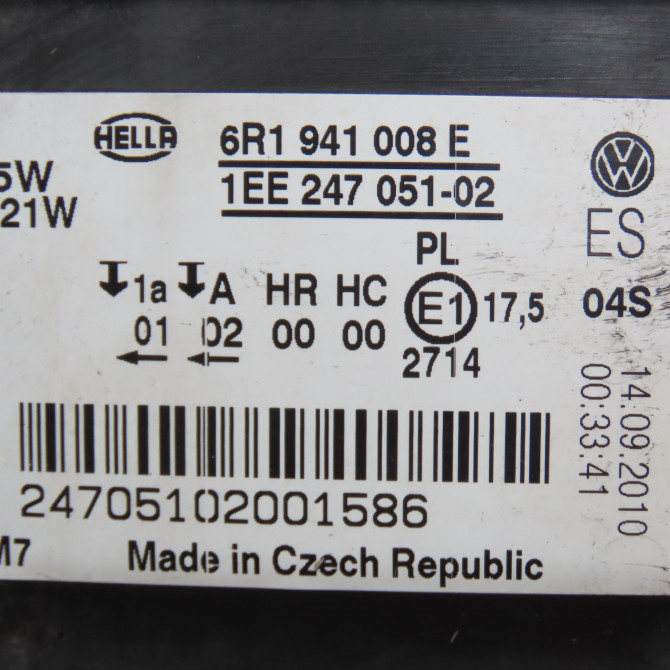 HELLA
6R1 941 008 E
1EE 247 051-02
5W
21W
ES
PL
1a A HR HC E1 17,5 04S
01 02 00 00 2714
14.09.2010
00:33:41
24705102001586
M7 Made in Czech Republic